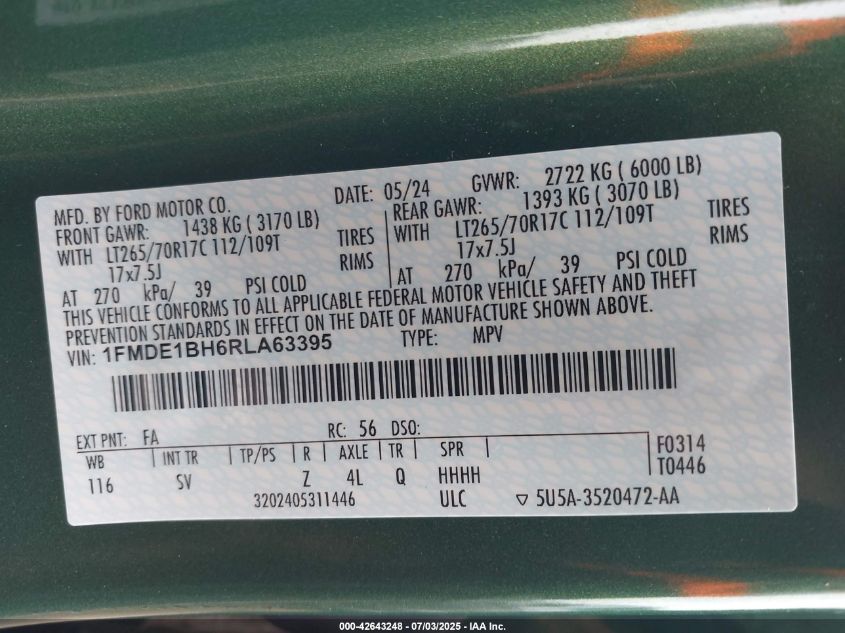 MFD. BY FORD MOTOR CO. DATE: 05/24 GVWR: 2722 KG ( 6000 LB)
FRONT GAWR: 1438 KG ( 3170 LB) REAR GAWR: 1393 KG ( 3070 LB)
WITH LT265/70R17C 112/109T TIRES WITH LT265/70R17C 112/109T TIRES
17x7.5J RIMS 17x7.5J RIMS
AT 270 kPa/ 39 PSI COLD AT 270 kPa/ 39 PSI COLD
THIS VEHICLE CONFORMS TO ALL APPLICABLE FEDERAL MOTOR VEHICLE SAFETY AND THEFT
PREVENTION STANDARDS IN EFFECT ON THE DATE OF MANUFACTURE SHOWN ABOVE.
VIN: 1FMDE1BH6RLA63395 TYPE: MPV
EXT PNT: FA RC: 56 DSO:
WB INT TR TP/PS R AXLE TR SPR F0314
116 SV Z 4L Q HHHH T0446
3202405311446 ULC ▽ 5U5A-3520472-AA
000-42643248 - 07/03/2025 - IAA Inc.